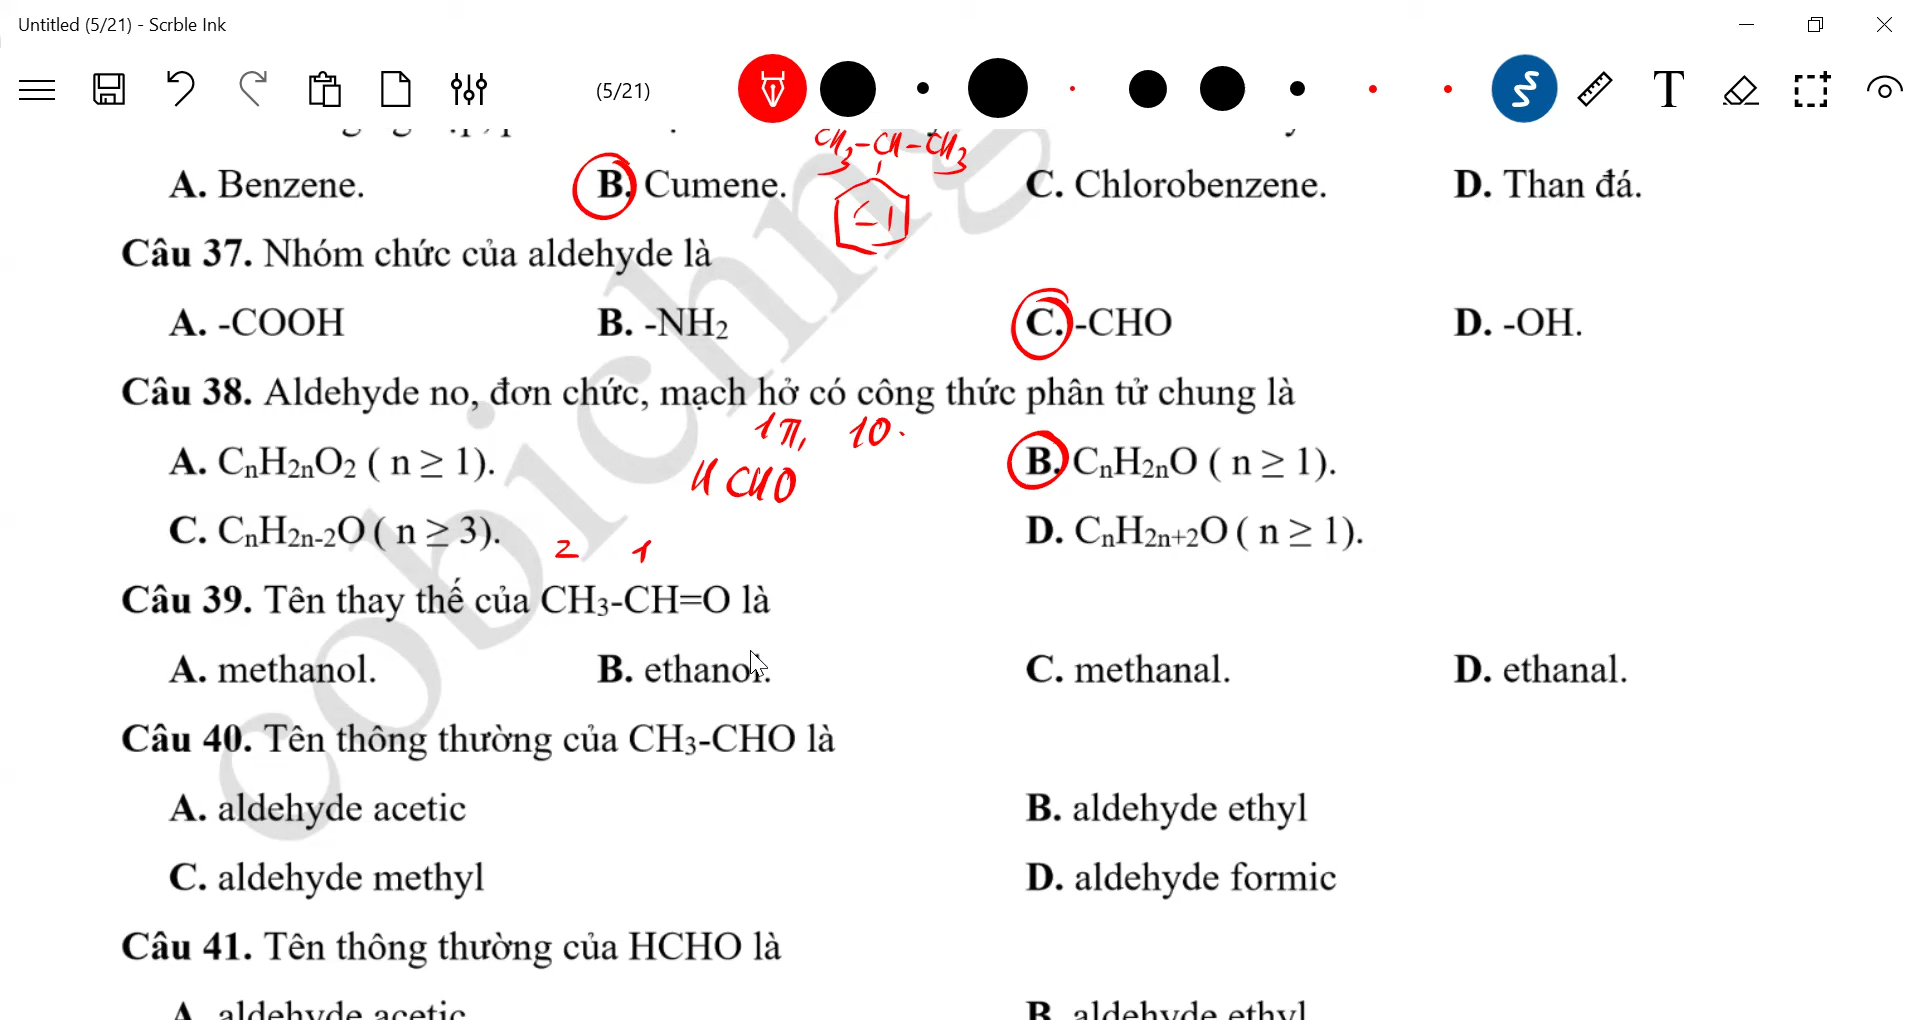 Untitled (5/21) - Scrble Ink
(5/21) T
CH3-CH-CH3
A. Benzene. B. Cumene. C. Chlorobenzene. D. Than đá.
Câu 37. Nhóm chức của aldehyde là
A. -COOH B. -NH2 C. -CHO D. -OH.
Câu 38. Aldehyde no, đơn chức, mạch hở có công thức phân tử chung là
1π, 1O.
A. CnH2nO2 ( n ≥ 1). B. CnH2nO ( n ≥ 1).
HCHO
C. CnH2n-2O ( n ≥ 3). D. CnH2n+2O ( n ≥ 1).
2 1
Câu 39. Tên thay thế của CH3-CH=O là
A. methanol. B. ethanol. C. methanal. D. ethanal.
Câu 40. Tên thông thường của CH3-CHO là
A. aldehyde acetic B. aldehyde ethyl
C. aldehyde methyl D. aldehyde formic
Câu 41. Tên thông thường của HCHO là
A. aldehyde acetic B. aldehyde ethyl
cobichng